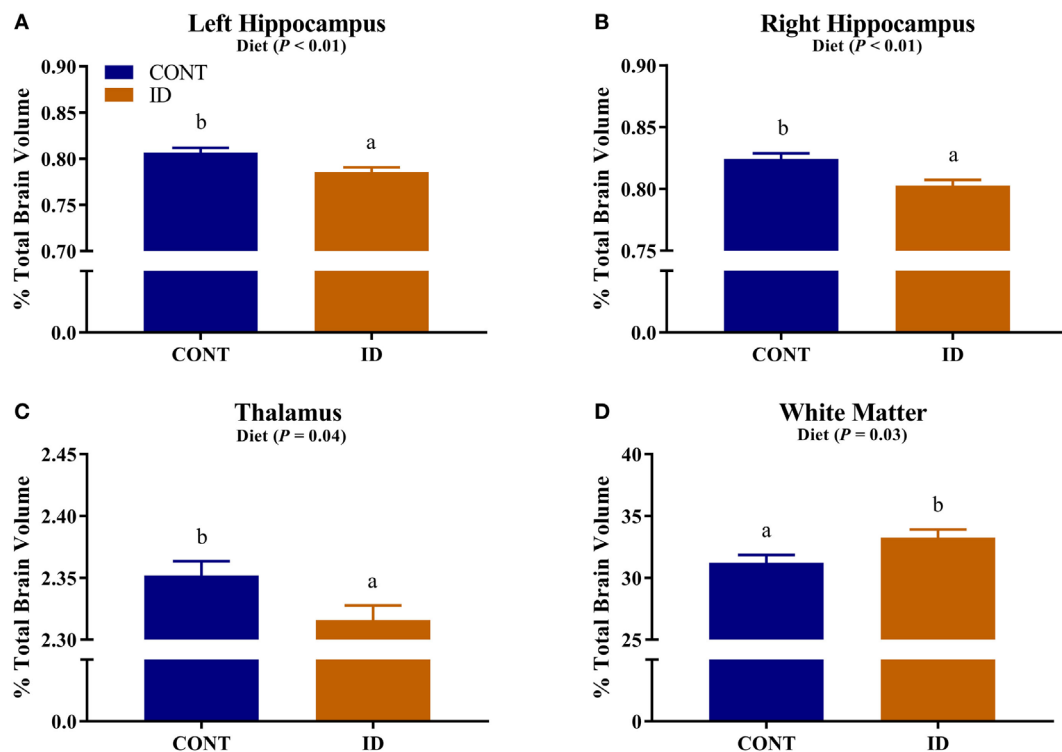 A
Left Hippocampus
Diet (P < 0.01)
% Total Brain Volume
0.90
0.85
0.80
0.75
0.70
0.0
CONT
ID
b
a
CONT
ID
B
Right Hippocampus
Diet (P < 0.01)
% Total Brain Volume
0.90
0.85
0.80
0.75
0.0
b
a
CONT
ID
C
Thalamus
Diet (P = 0.04)
% Total Brain Volume
2.45
2.40
2.35
2.30
0.0
b
a
CONT
ID
D
White Matter
Diet (P = 0.03)
% Total Brain Volume
40
35
30
25
0
a
b
CONT
ID